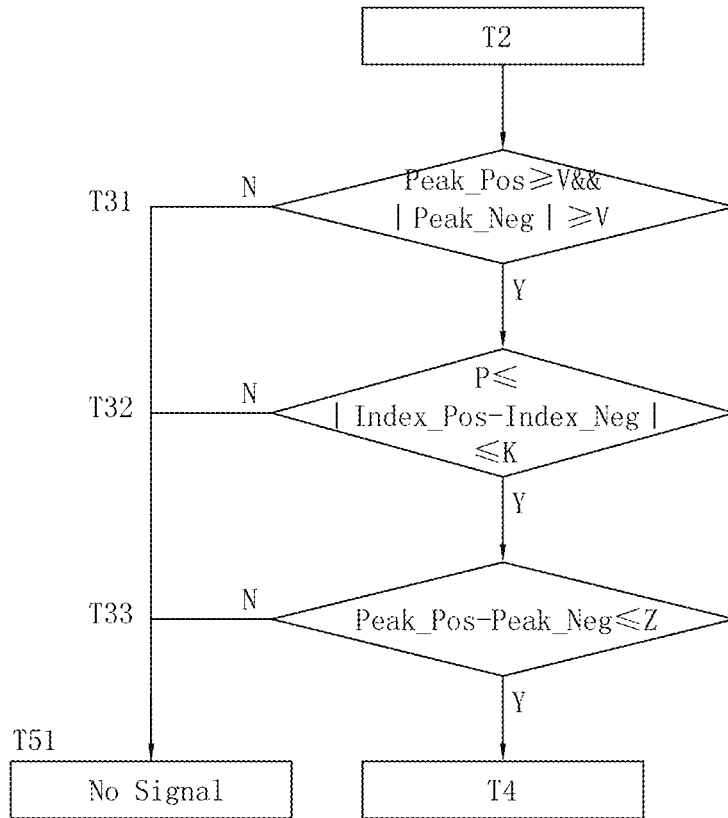 T2
T31
N
Peak_Pos≥V&&
|Peak_Neg|≥V
Y
T32
N
P≤
|Index_Pos-Index_Neg|
≤K
Y
T33
N
Peak_Pos-Peak_Neg≤Z
Y
T51
No Signal
T4